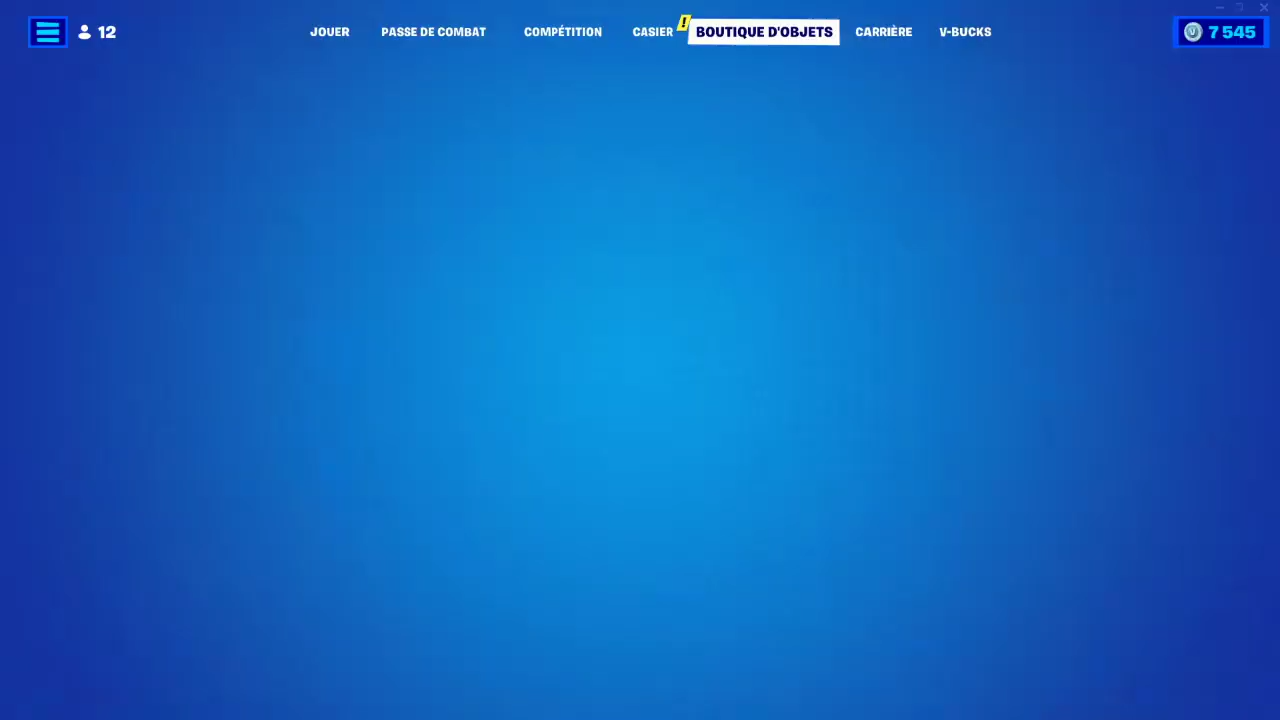 12
JOUER PASSE DE COMBAT COMPÉTITION CASIER ! BOUTIQUE D'OBJETS CARRIÈRE V-BUCKS
V 7 545